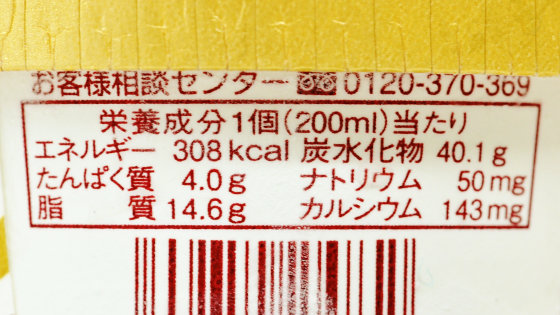 お客様相談センター 0120-370-369
栄養成分1個(200ml)当たり
エネルギー 308kcal 炭水化物 40.1g
たんぱく質 4.0g ナトリウム 50mg
脂質 14.6g カルシウム 143mg